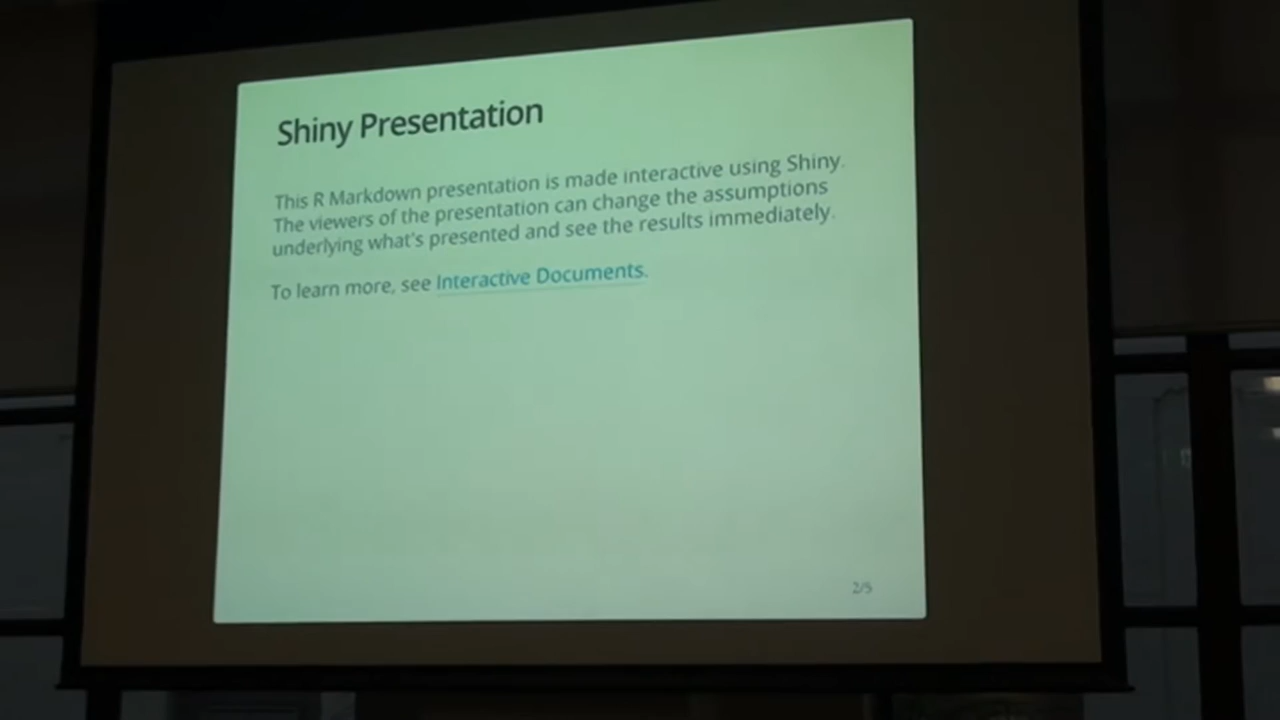 Shiny Presentation
This R Markdown presentation is made interactive using Shiny.
The viewers of the presentation can change the assumptions
underlying what's presented and see the results immediately.
To learn more, see Interactive Documents.
2/5